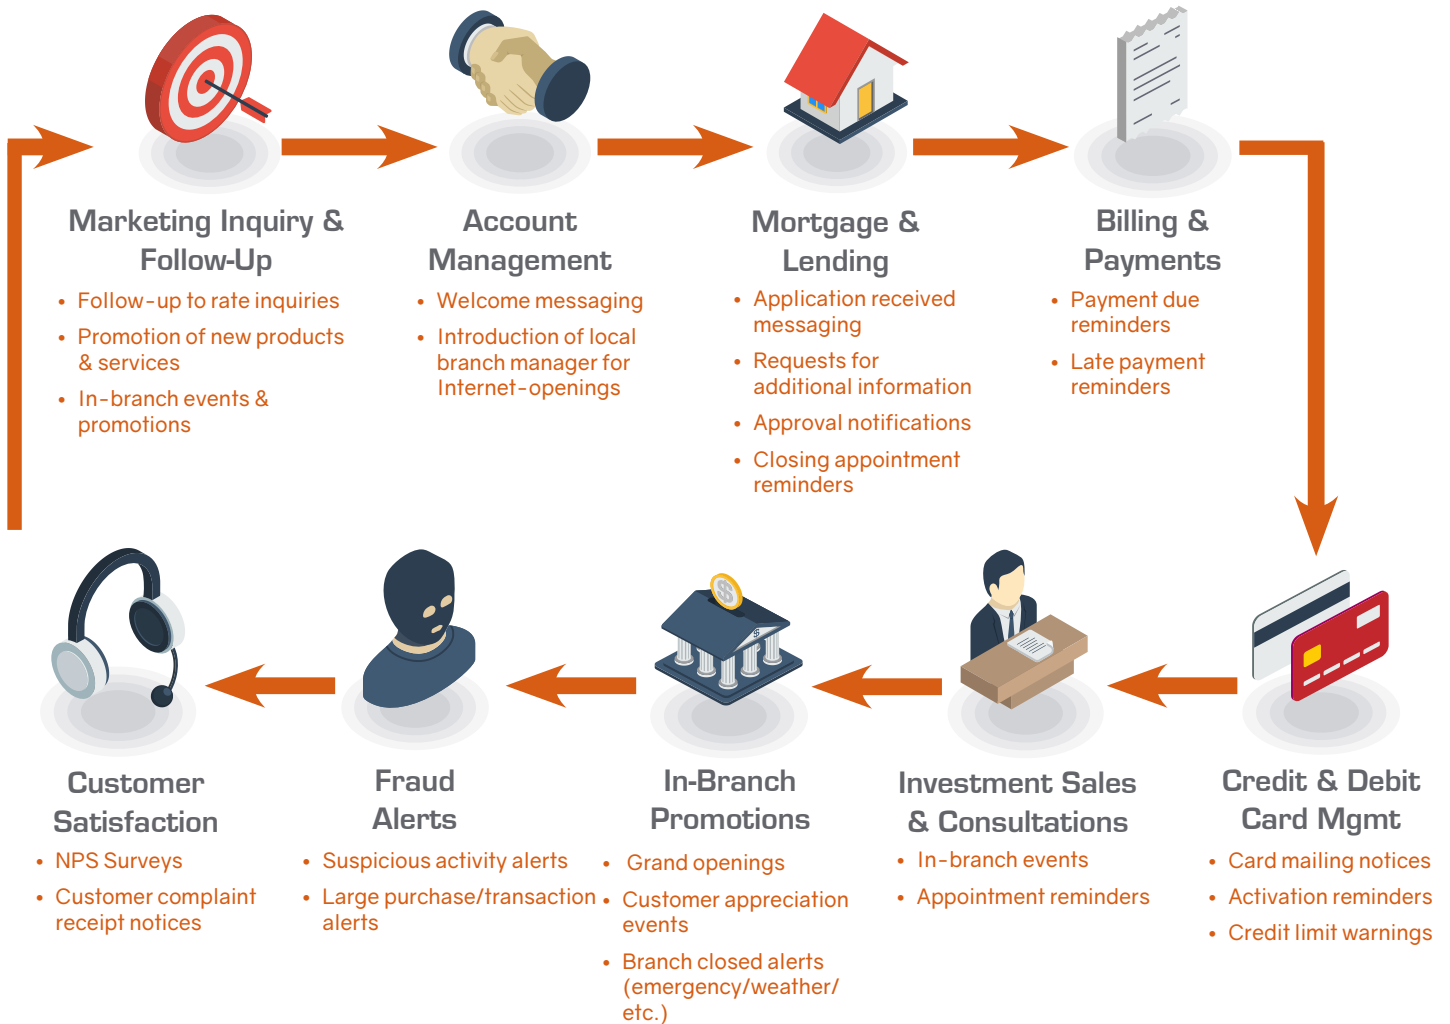 Marketing Inquiry &
Follow-Up
• Follow-up to rate inquiries
• Promotion of new products
& services
• In-branch events &
promotions
Account
Management
• Welcome messaging
• Introduction of local
branch manager for
Internet-openings
Mortgage &
Lending
• Application received
messaging
• Requests for
additional information
• Approval notifications
• Closing appointment
reminders
Billing &
Payments
• Payment due
reminders
• Late payment
reminders
Customer
Satisfaction
• NPS Surveys
• Customer complaint
receipt notices
Fraud
Alerts
• Suspicious activity alerts
• Large purchase/transaction
alerts
$
$
In-Branch
Promotions
• Grand openings
• Customer appreciation
events
• Branch closed alerts
(emergency/weather/
etc.)
Investment Sales
& Consultations
• In-branch events
• Appointment reminders
Credit & Debit
Card Mgmt
• Card mailing notices
• Activation reminders
• Credit limit warnings